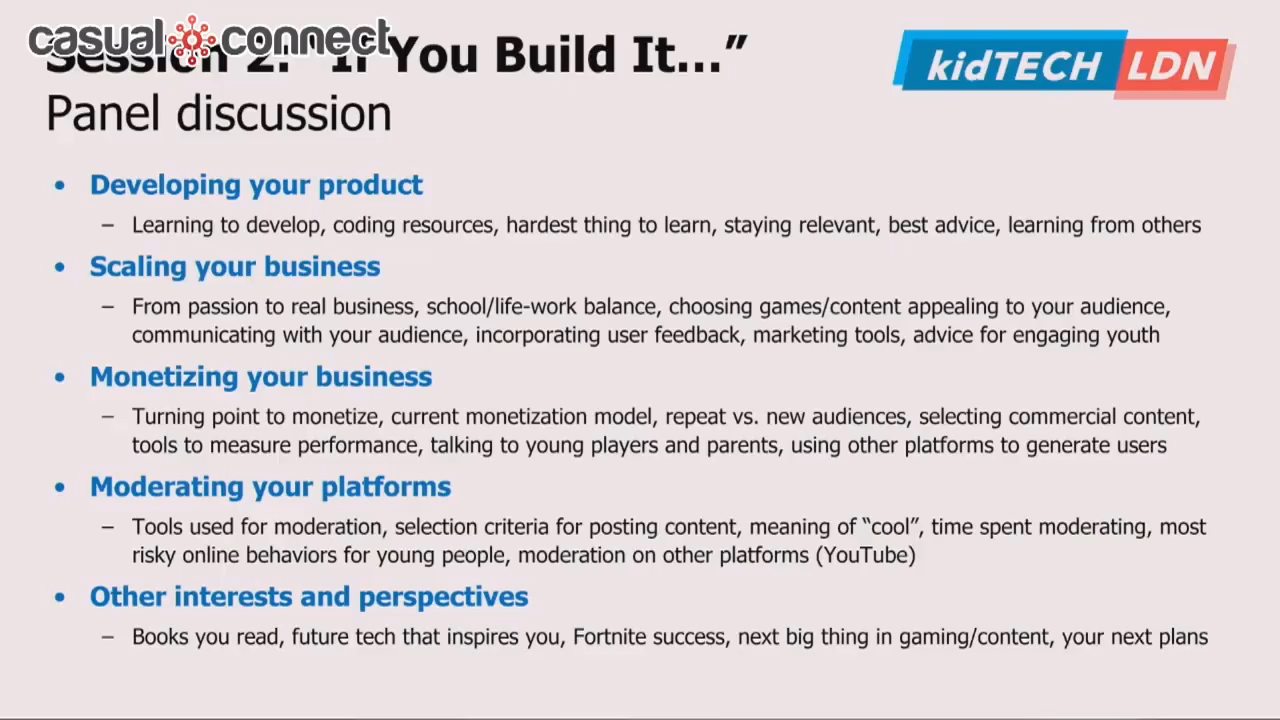 casual connect
Session 2: "If You Build It…”
kidTECH LDN
Panel discussion
• Developing your product
– Learning to develop, coding resources, hardest thing to learn, staying relevant, best advice, learning from others
• Scaling your business
– From passion to real business, school/life-work balance, choosing games/content appealing to your audience,
communicating with your audience, incorporating user feedback, marketing tools, advice for engaging youth
• Monetizing your business
– Turning point to monetize, current monetization model, repeat vs. new audiences, selecting commercial content,
tools to measure performance, talking to young players and parents, using other platforms to generate users
• Moderating your platforms
– Tools used for moderation, selection criteria for posting content, meaning of “cool”, time spent moderating, most
risky online behaviors for young people, moderation on other platforms (YouTube)
• Other interests and perspectives
– Books you read, future tech that inspires you, Fortnite success, next big thing in gaming/content, your next plans